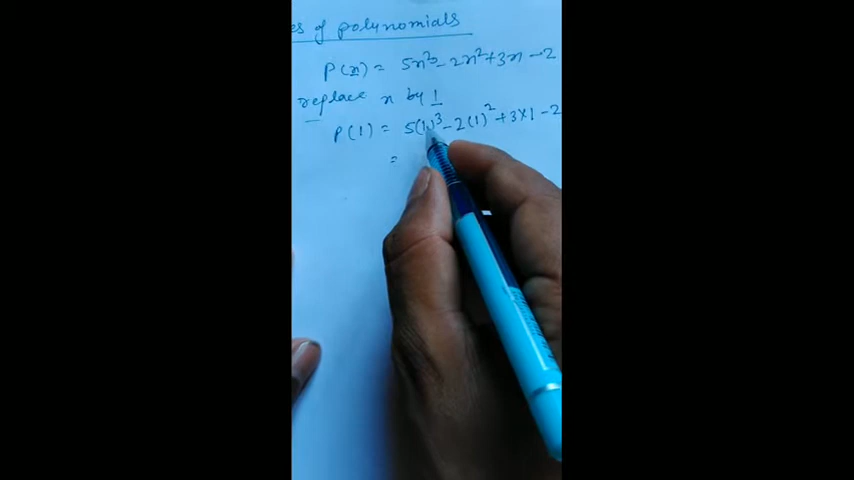 es of polynomials
P(x) = 5x³ - 2x² + 3x - 2
replace x by 1
P(1) = 5(1)³ - 2(1)² + 3×1 - 2
=